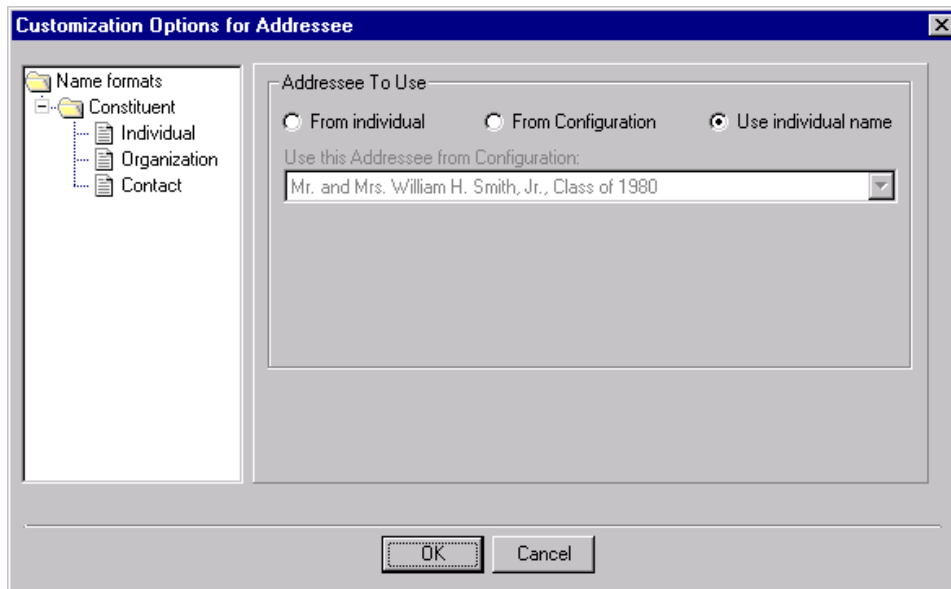 Customization Options for Addressee
Name formats
Constituent
Individual
Organization
Contact
Addressee To Use
From individual
From Configuration
Use individual name
Use this Addressee from Configuration:
Mr. and Mrs. William H. Smith, Jr., Class of 1980
OK
Cancel